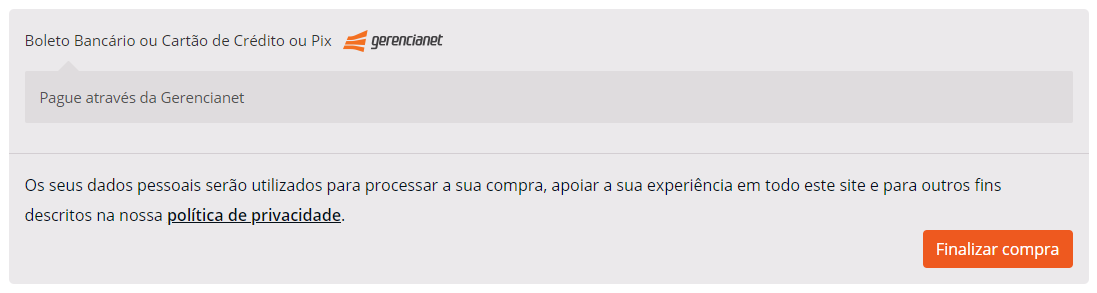 Boleto Bancário ou Cartão de Crédito ou Pix gerencianet
Pague através da Gerencianet
Os seus dados pessoais serão utilizados para processar a sua compra, apoiar a sua experiência em todo este site e para outros fins
descritos na nossa política de privacidade.
Finalizar compra